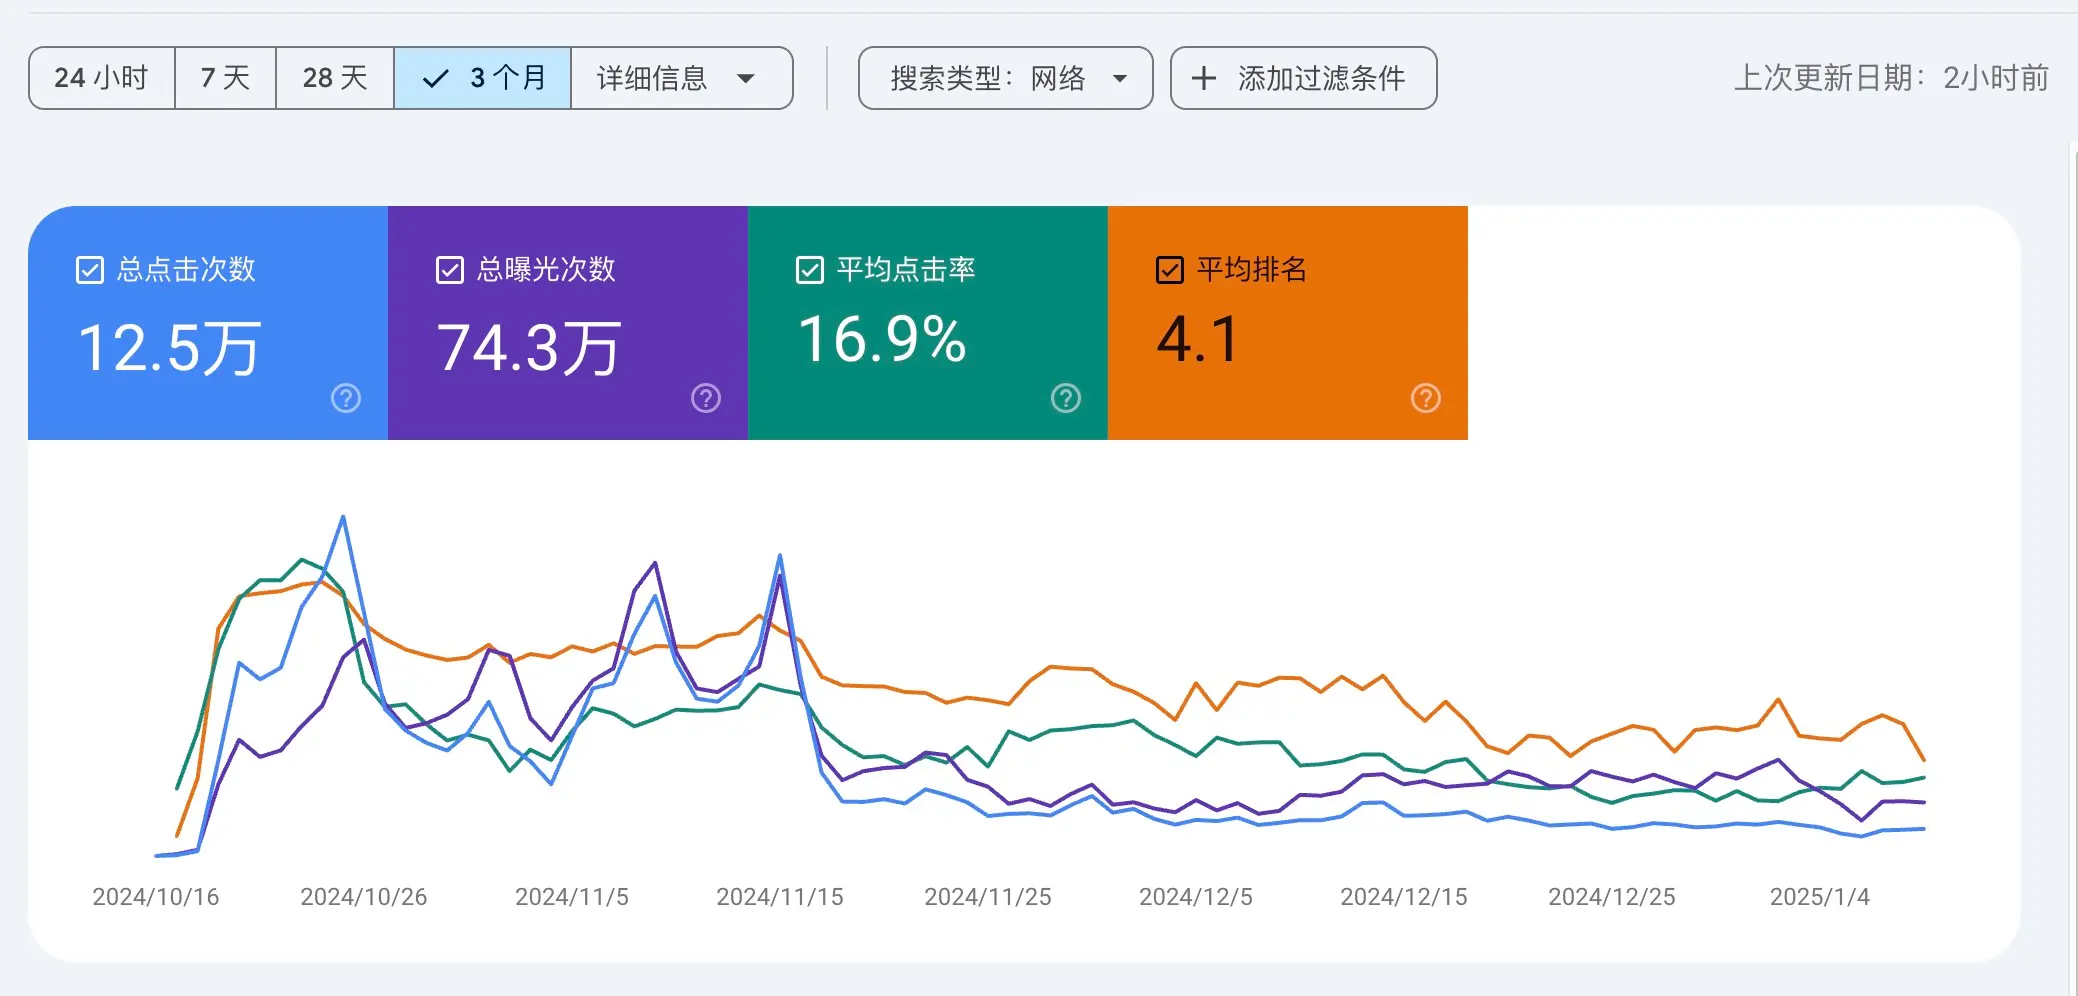 24 小时 7 天 28 天 3 个月 详细信息 搜索类型：网络 添加过滤条件 上次更新日期：2小时前
总点击次数 总曝光次数 平均点击率 平均排名
12.5万 74.3万 16.9% 4.1
2024/10/16 2024/10/26 2024/11/5 2024/11/15 2024/11/25 2024/12/5 2024/12/15 2024/12/25 2025/1/4